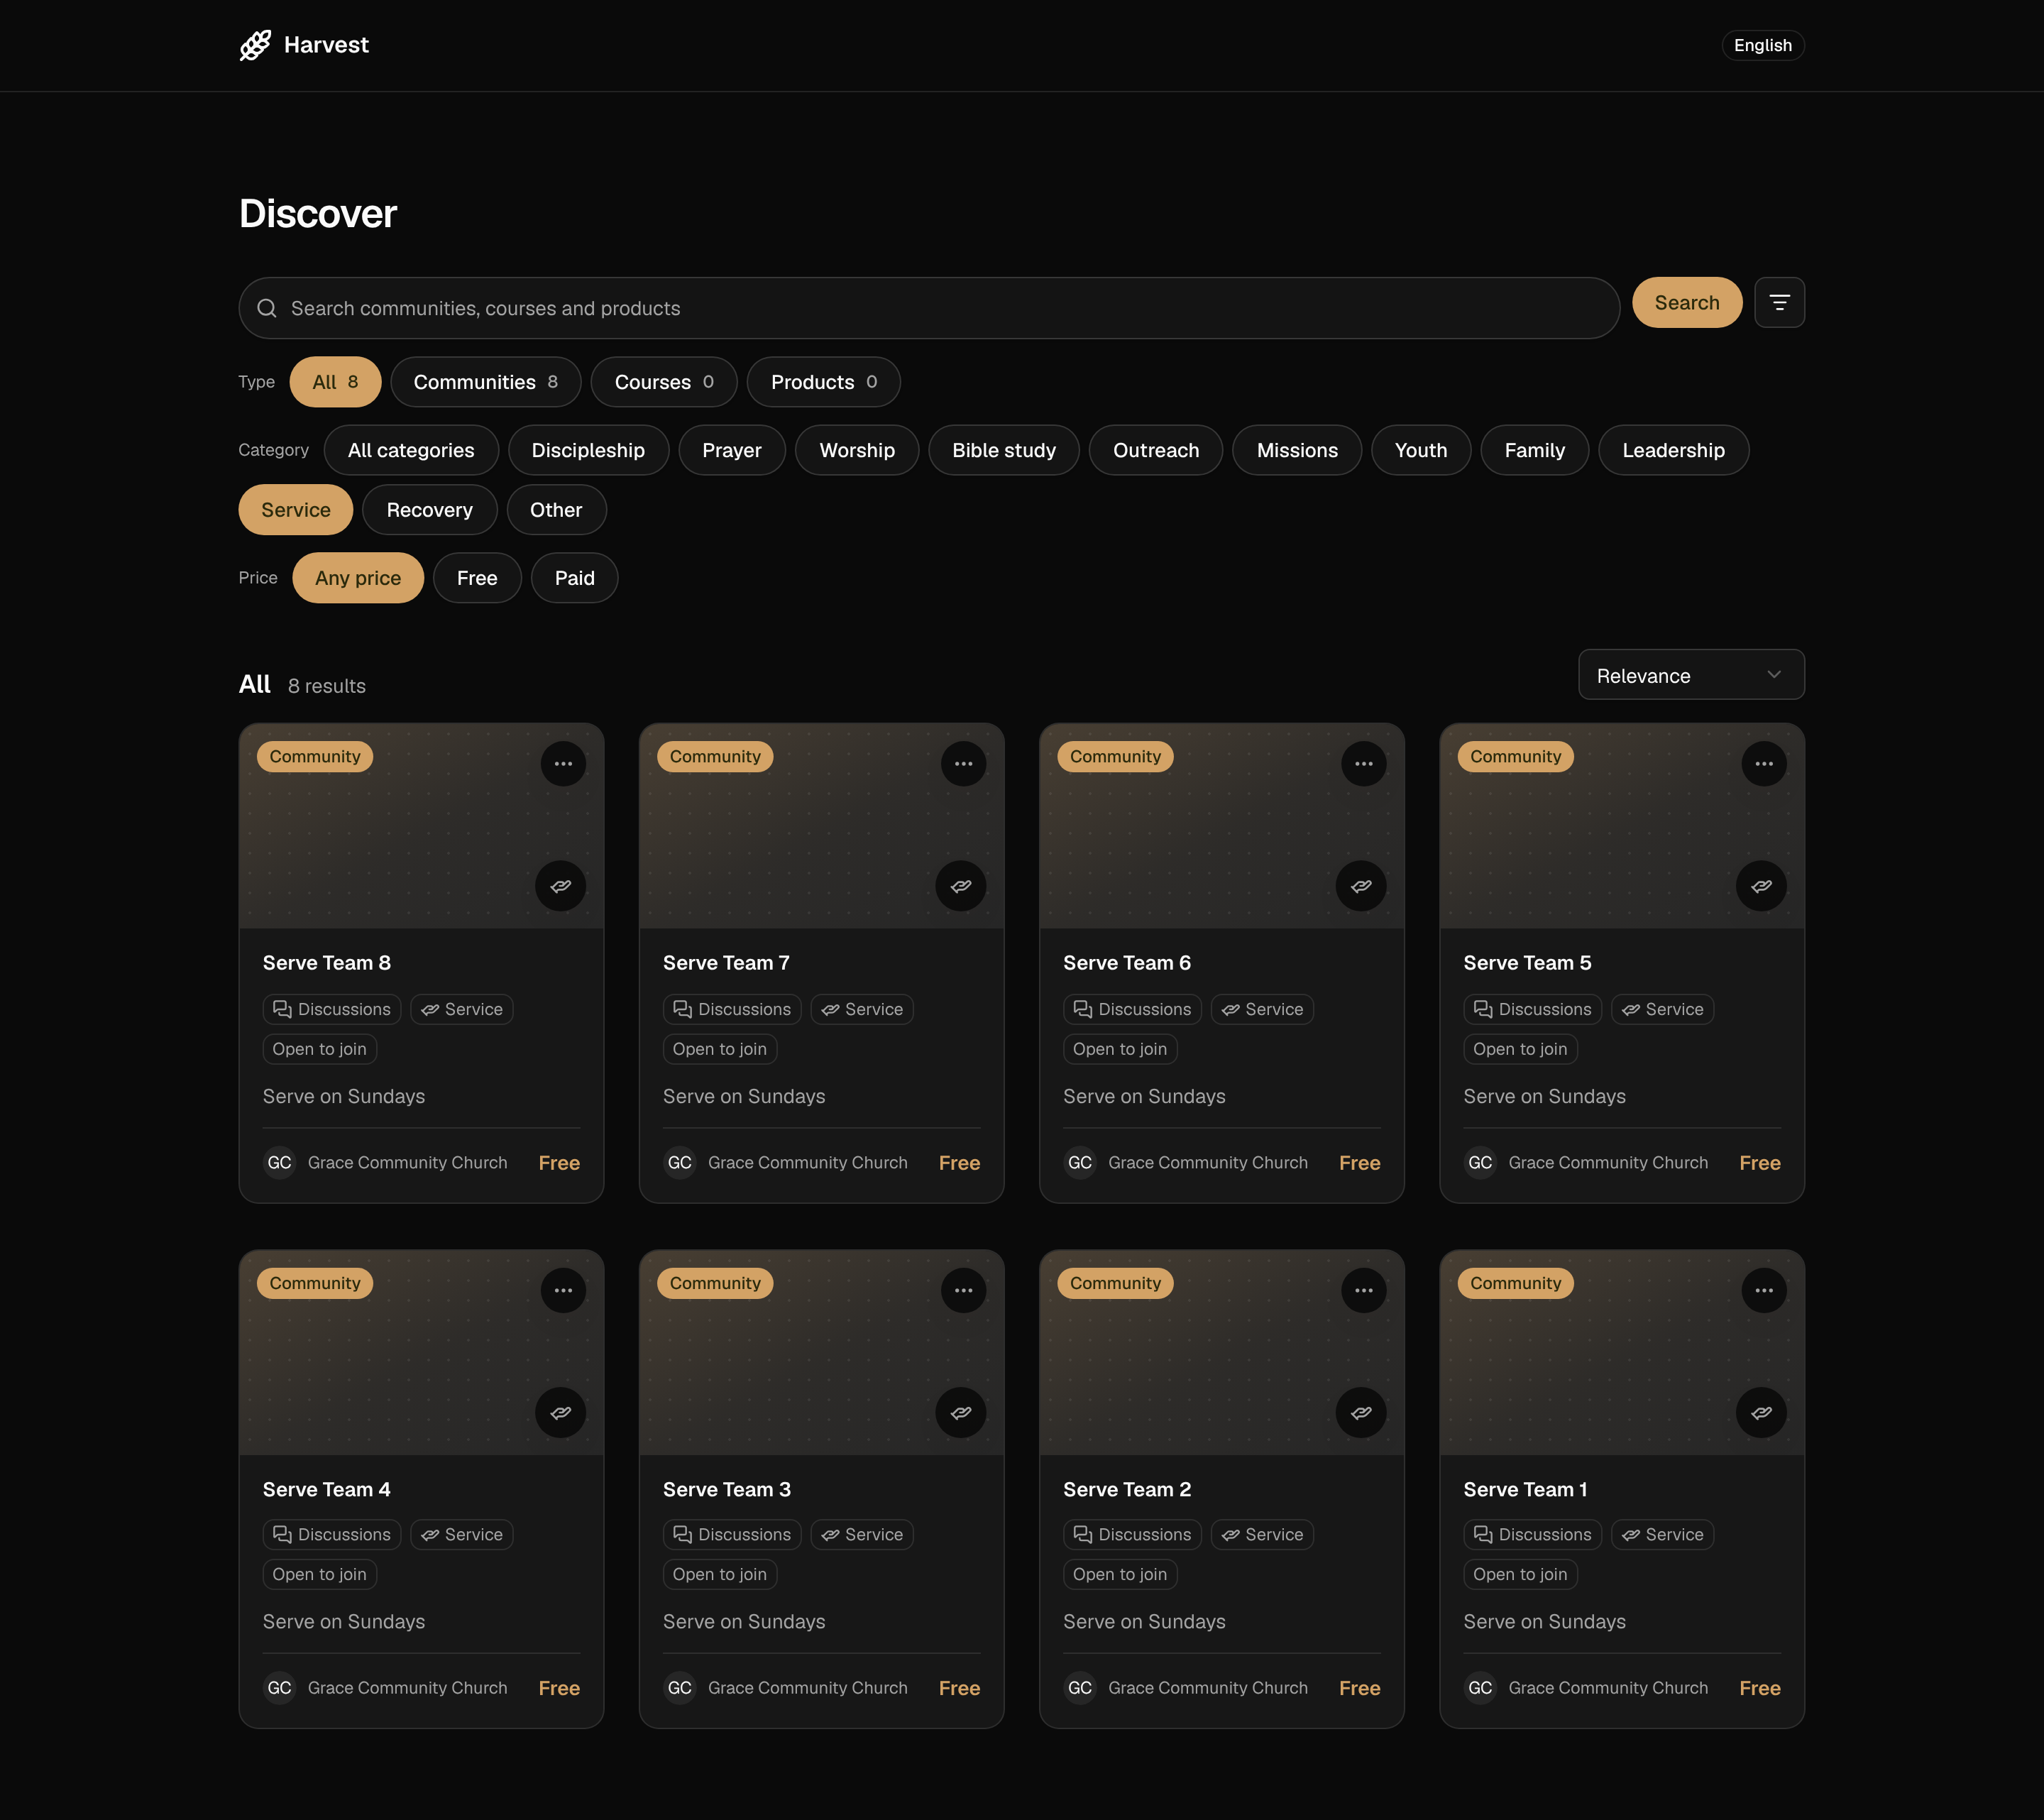 Harvest
English
Discover
Search communities, courses and products
Search
Type All 8 Communities 8 Courses 0 Products 0
Category All categories Discipleship Prayer Worship Bible study Outreach Missions Youth Family Leadership
Service Recovery Other
Price Any price Free Paid
All 8 results
Relevance
Community Community Community Community
Serve Team 8 Serve Team 7 Serve Team 6 Serve Team 5
Discussions Service Discussions Service Discussions Service Discussions Service
Open to join Open to join Open to join Open to join
Serve on Sundays Serve on Sundays Serve on Sundays Serve on Sundays
GC Grace Community Church Free GC Grace Community Church Free GC Grace Community Church Free GC Grace Community Church Free
Community Community Community Community
Serve Team 4 Serve Team 3 Serve Team 2 Serve Team 1
Discussions Service Discussions Service Discussions Service Discussions Service
Open to join Open to join Open to join Open to join
Serve on Sundays Serve on Sundays Serve on Sundays Serve on Sundays
GC Grace Community Church Free GC Grace Community Church Free GC Grace Community Church Free GC Grace Community Church Free